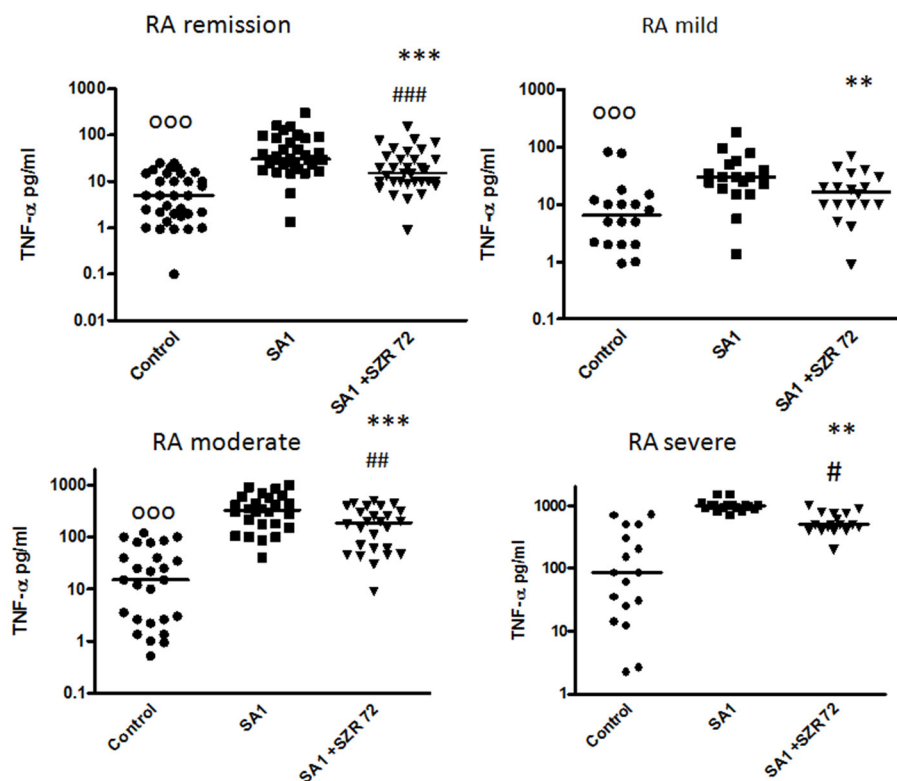 RA remission
***
###
ooo
1000
100
10
1
0.1
0.01
TNF-α pg/ml
Control
SA1
SA1 +SZR 72
RA mild
**
ooo
1000
100
10
1
0.1
TNF-α pg/ml
Control
SA1
SA1 +SZR 72
RA moderate
***
##
ooo
1000
100
10
1
0.1
TNF-α pg/ml
Control
SA1
SA1 +SZR 72
RA severe
**
#
1000
100
10
1
TNF-α pg/ml
Control
SA1
SA1 +SZR 72